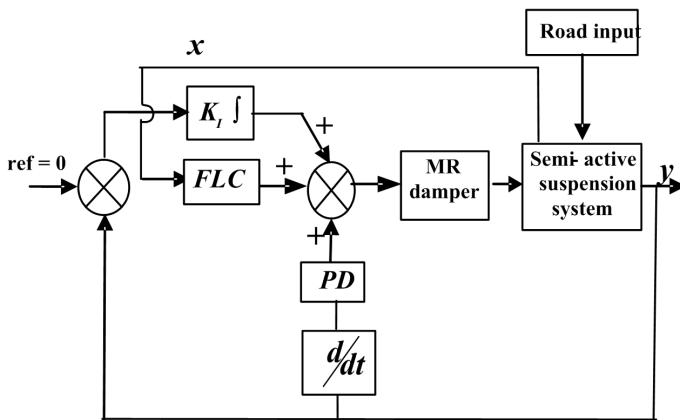 Road input
x
K_I ∫
+
ref = 0
FLC
+
MR
damper
Semi- active
suspension
system
y
+
PD
d/dt